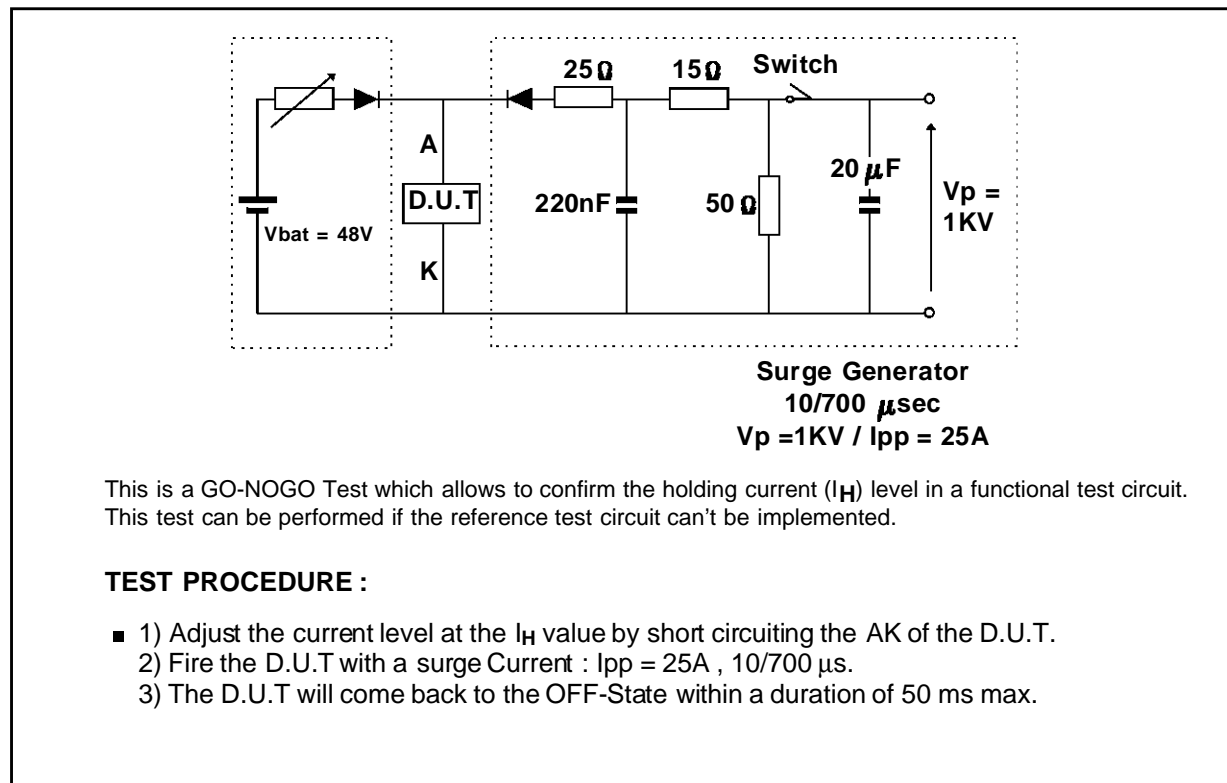 25Ω 15Ω Switch
A
D.U.T
K
Vbat = 48V
220nF
50 Ω
20 μF
Vp =
1KV
Surge Generator
10/700 μsec
Vp =1KV / Ipp = 25A
This is a GO-NOGO Test which allows to confirm the holding current (IH) level in a functional test circuit.
This test can be performed if the reference test circuit can't be implemented.
TEST PROCEDURE :
■ 1) Adjust the current level at the IH value by short circuiting the AK of the D.U.T.
2) Fire the D.U.T with a surge Current : Ipp = 25A , 10/700 μs.
3) The D.U.T will come back to the OFF-State within a duration of 50 ms max.